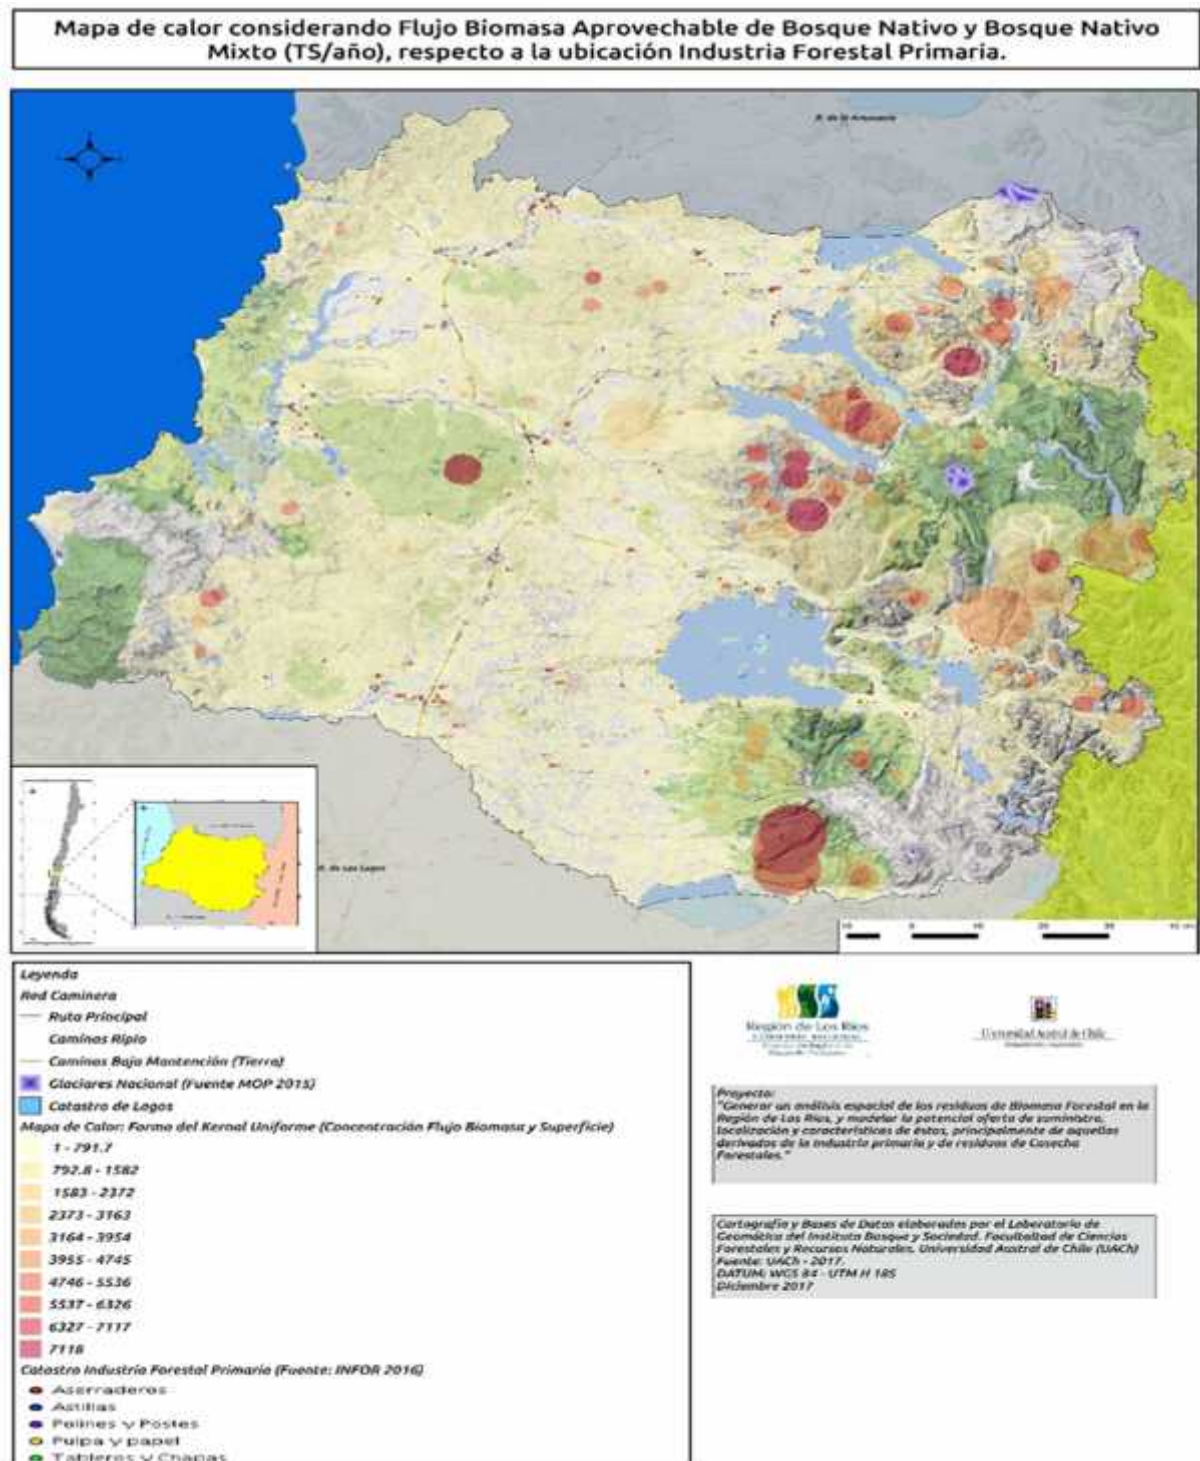 Mapa de calor considerando Flujo Biomasa Aprovechable de Bosque Nativo y Bosque Nativo
Mixto (TS/año), respecto a la ubicación Industria Forestal Primaria.
R. de la Araucanía
R. de Los Lagos
Leyenda
Red Caminera
Ruta Principal
Caminos Ripio
Caminos Baja Mantención (Tierra)
Glaciares Nacional (Fuente MOP 2015)
Catastro de Lagos
Mapa de Calor: Forma del Kernal Uniforme (Concentración Flujo Biomasa y Superficie)
1 - 791.7
792.8 - 1582
1583 - 2372
2373 - 3163
3164 - 3954
3955 - 4745
4746 - 5536
5537 - 6326
6327 - 7117
7118
Catastro Industria Forestal Primaria (Fuente: INFOR 2016)
Aserraderos
Astillas
Polines y Postes
Pulpa y papel
Tableros y Chapas
Región de Los Ríos
Universidad Austral de Chile
Proyecto:
"Generar un análisis espacial de los residuos de Biomasa Forestal en la
Región de Los Ríos, y modelar la potencial oferta de suministro,
localización y características de éstos, principalmente de aquellos
derivados de la industria primaria y de residuos de Cosecha
Forestales."
Cartografía y Bases de Datos elaborados por el Laboratorio de
Geomática del Instituto Bosque y Sociedad. Facultaltad de Ciencias
Forestales y Recursos Naturales. Universidad Austral de Chile (UACh)
Fuente: UACh - 2017.
DATUM: WGS 84 - UTM H 18S
Diciembre 2017